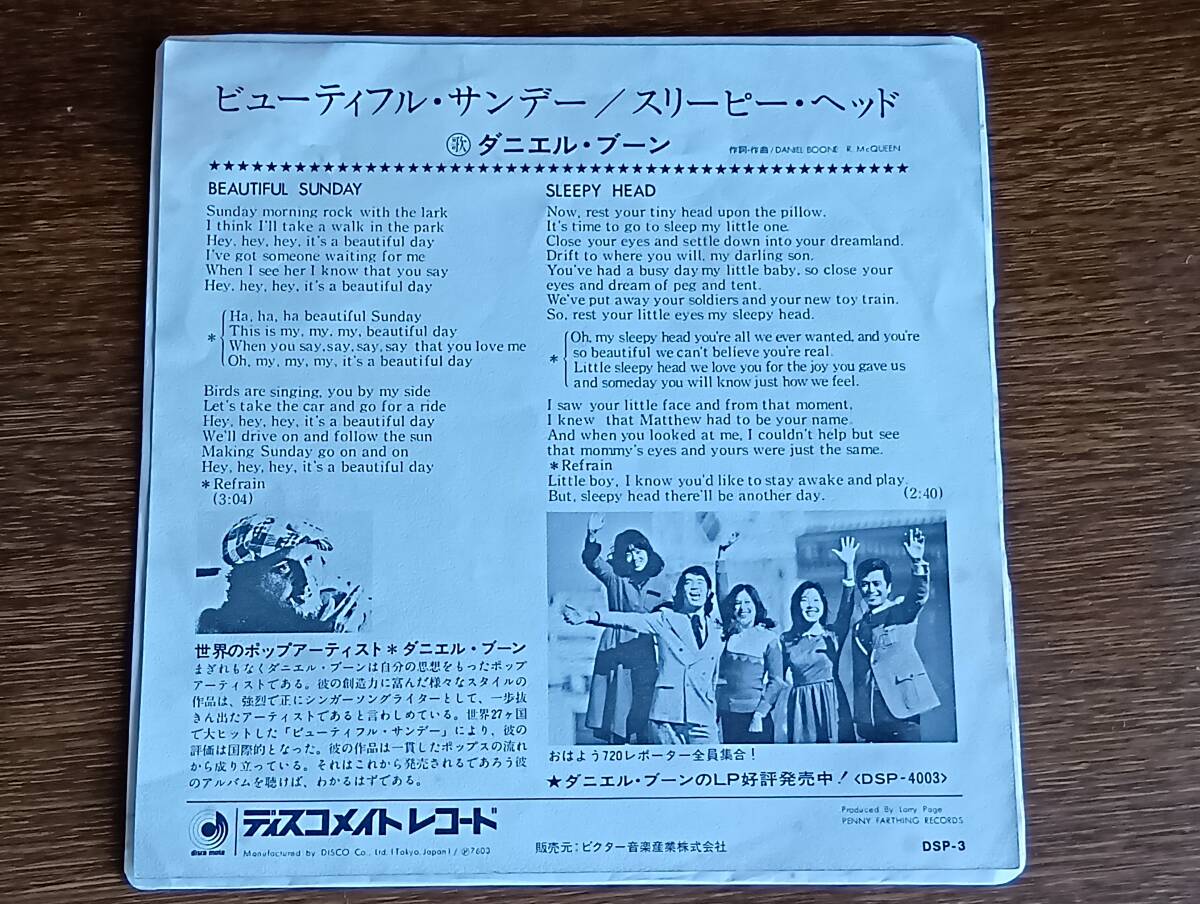 ビューティフル・サンデー／スリーピー・ヘッド
歌 ダニエル・ブーン
作詞・作曲/DANIEL BOONE R. McQUEEN
★★★★★★★★★★★★★★★★★★★★★★★★★★★★★★★★★★★★★★★★★★★★★★★★★★
BEAUTIFUL SUNDAY
Sunday morning rock with the lark
I think I'll take a walk in the park
Hey, hey, hey, it's a beautiful day
I've got someone waiting for me
When I see her I know that you say
Hey, hey, hey, it's a beautiful day
Ha, ha, ha beautiful Sunday
This is my, my, my, beautiful day
* When you say, say, say, say that you love me
Oh, my, my, my, it's a beautiful day
Birds are singing, you by my side
Let's take the car and go for a ride
Hey, hey, hey, it's a beautiful day
We'll drive on and follow the sun
Making Sunday go on and on
Hey, hey, hey, it's a beautiful day
* Refrain
(3:04)
SLEEPY HEAD
Now, rest your tiny head upon the pillow.
It's time to go to sleep my little one.
Close your eyes and settle down into your dreamland.
Drift to where you will, my darling son.
You've had a busy day my little baby, so close your
eyes and dream of peg and tent.
We've put away your soldiers and your new toy train.
So, rest your little eyes my sleepy head.
Oh, my sleepy head you're all we ever wanted, and you're
* so beautiful we can't believe you're real.
Little sleepy head we love you for the joy you gave us
and someday you will know just how we feel.
I saw your little face and from that moment,
I knew that Matthew had to be your name.
And when you looked at me, I couldn't help but see
that mommy's eyes and yours were just the same.
* Refrain
Little boy, I know you'd like to stay awake and play.
But, sleepy head there'll be another day. (2:40)
世界のポップアーティスト＊ダニエル・ブーン
まぎれもなくダニエル・ブーンは自分の思想をもったポップ
アーティストである。彼の創造力に富んだ様々なスタイルの
作品は、強烈で正にシンガーソングライターとして、一歩抜
きん出たアーティストであると言わしめている。世界27ヶ国
で大ヒットした「ビューティフル・サンデー」により、彼の
評価は国際的となった。彼の作品は一貫したポップスの流れ
から成り立っている。それはこれから発売されるであろう彼
のアルバムを聴けば、わかるはずである。
おはよう720レポーター全員集合！
★ダニエル・ブーンのLP好評発売中！〈DSP-4003〉
disco mate
ディスコメイトレコード
Manufactured by DISCO Co., Ltd. (Tokyo, Japan) / ℗7603
販売元：ビクター音楽産業株式会社
Produced By Larry Page
PENNY FARTHING RECORDS
DSP-3